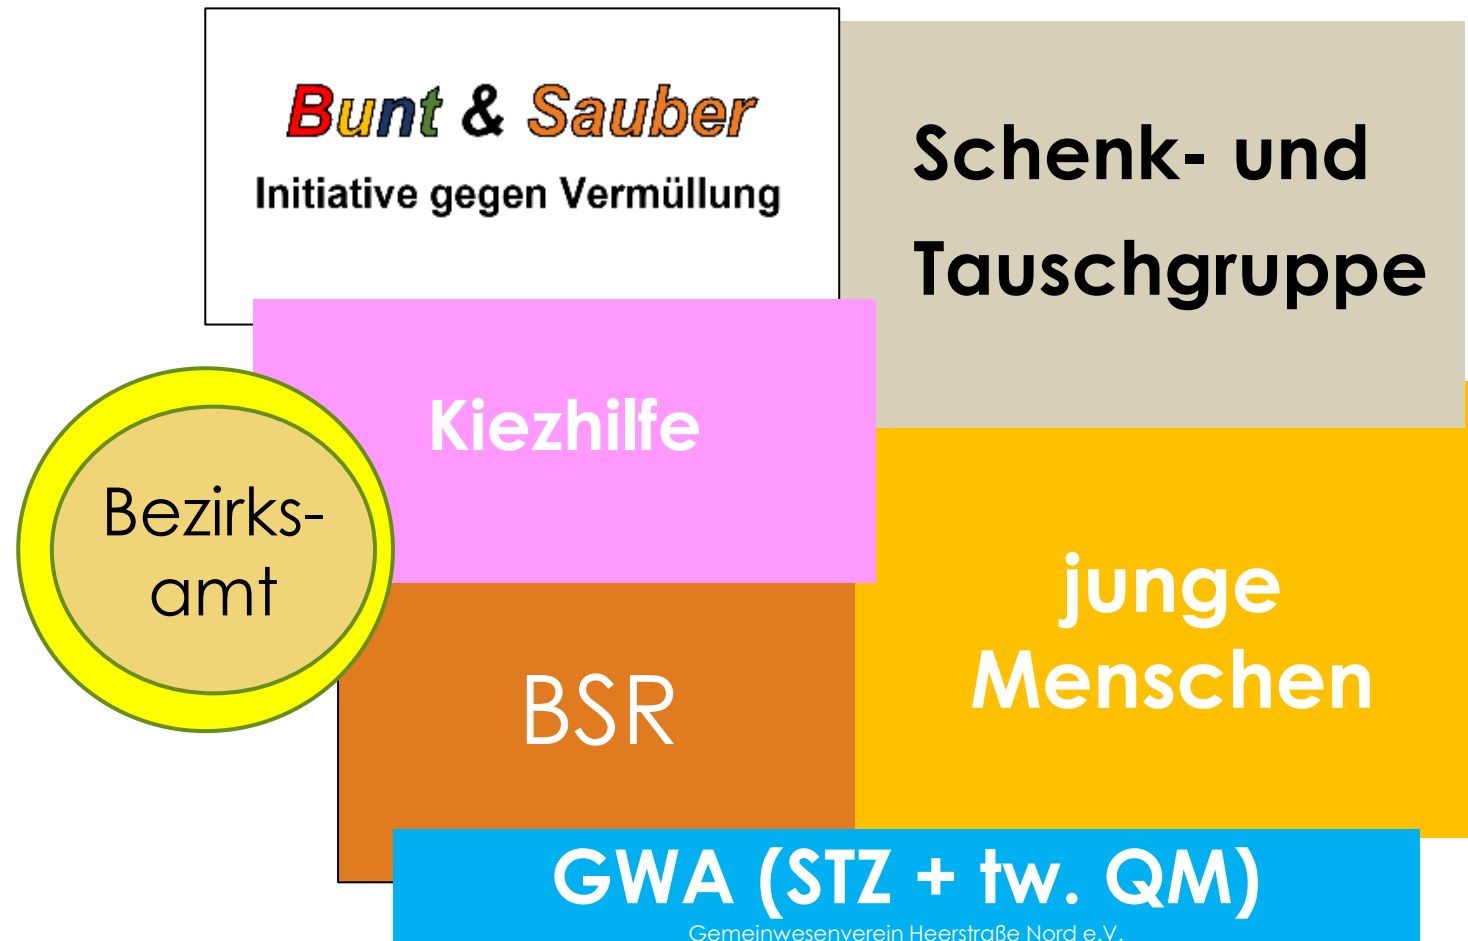 Bunt & Sauber
Initiative gegen Vermüllung
Schenk- und
Tauschgruppe
Kiezhilfe
Bezirks-
amt
junge
Menschen
BSR
GWA (STZ + tw. QM)
Gemeinwesenverein Heerstraße Nord e.V.